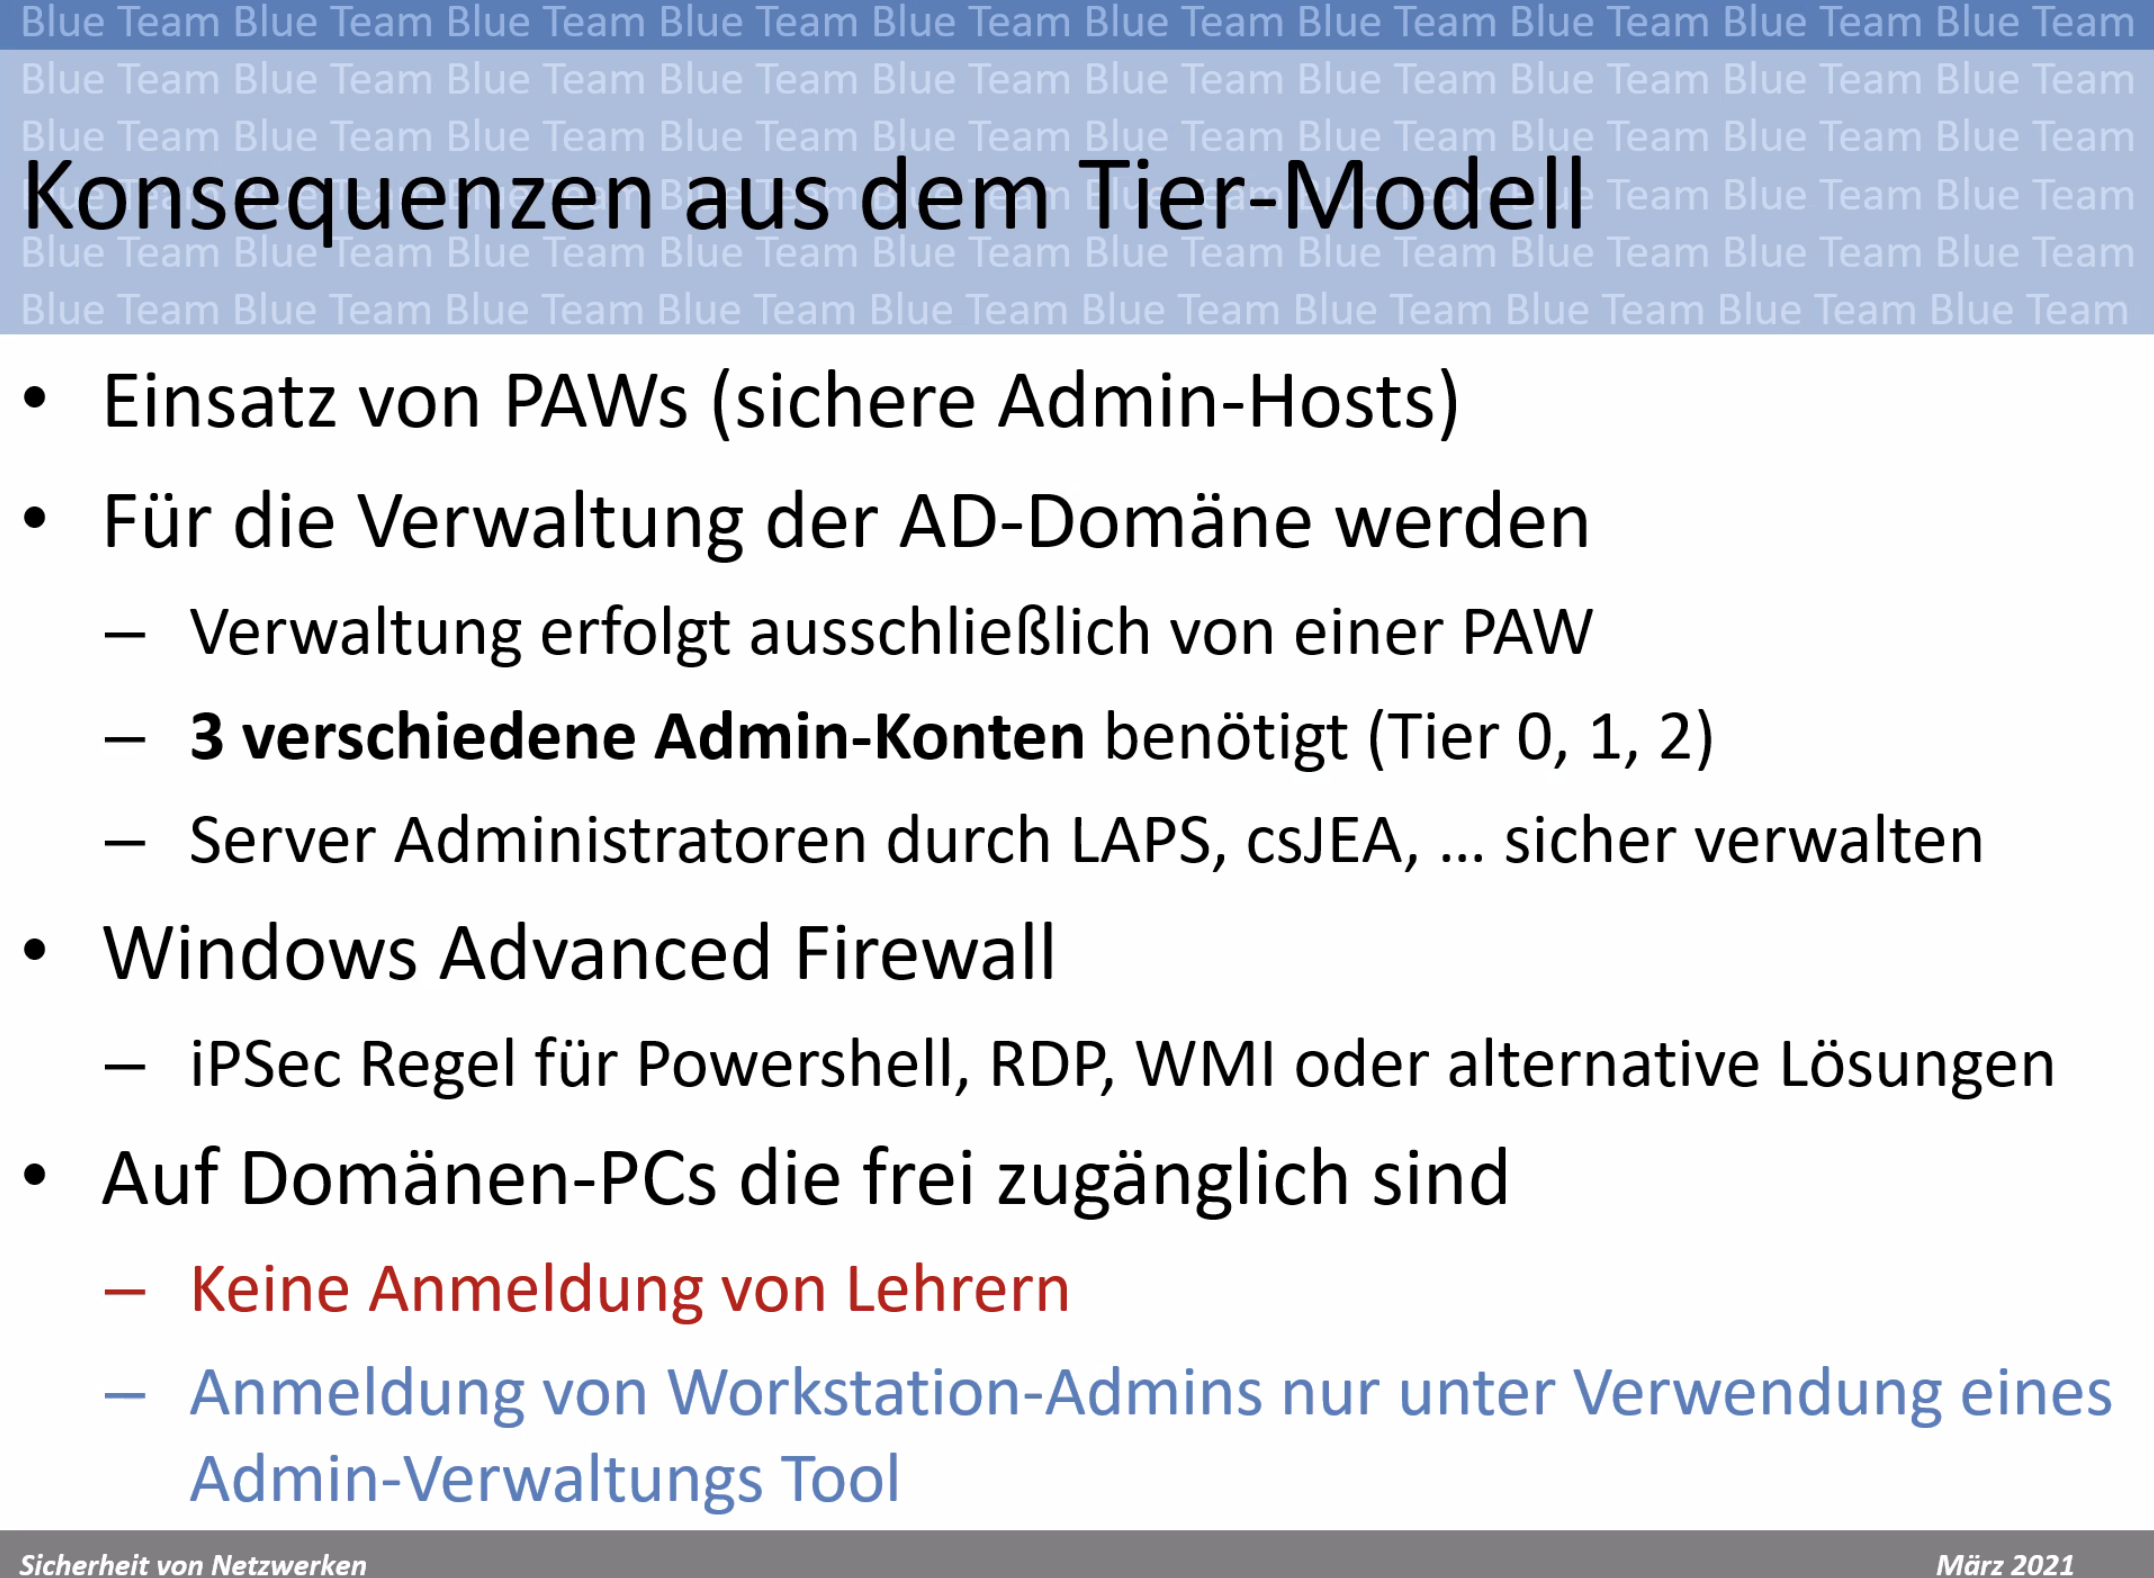 Blue Team Blue Team Blue Team Blue Team Blue Team Blue Team Blue Team Blue Team Blue Team Blue Team
Blue Team Blue Team Blue Team Blue Team Blue Team Blue Team Blue Team Blue Team Blue Team Blue Team
Blue Team Blue Team Blue Team Blue Team Blue Team Blue Team Blue Team Blue Team Blue Team Blue Team
Konsequenzen aus dem Tier-Modell
Team Blue Team Blue Team
Blue Team Blue Team Blue Team Blue Team Blue Team Blue Team Blue Team Blue Team Blue Team Blue Team
Blue Team Blue Team Blue Team Blue Team Blue Team Blue Team Blue Team Blue Team Blue Team Blue Team
• Einsatz von PAWs (sichere Admin-Hosts)
• Für die Verwaltung der AD-Domäne werden
– Verwaltung erfolgt ausschließlich von einer PAW
– 3 verschiedene Admin-Konten benötigt (Tier 0, 1, 2)
– Server Administratoren durch LAPS, csJEA, … sicher verwalten
• Windows Advanced Firewall
– iPSec Regel für Powershell, RDP, WMI oder alternative Lösungen
• Auf Domänen-PCs die frei zugänglich sind
– Keine Anmeldung von Lehrern
– Anmeldung von Workstation-Admins nur unter Verwendung eines
Admin-Verwaltungs Tool
Sicherheit von Netzwerken
März 2021